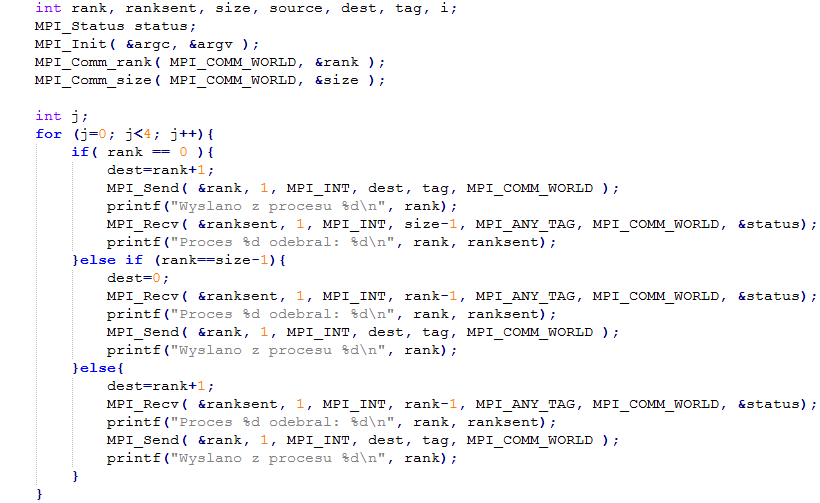 int rank, ranksent, size, source, dest, tag, i;
MPI_Status status;
MPI_Init( &argc, &argv );
MPI_Comm_rank( MPI_COMM_WORLD, &rank );
MPI_Comm_size( MPI_COMM_WORLD, &size );

int j;
for (j=0; j<4; j++){
    if( rank == 0 ){
        dest=rank+1;
        MPI_Send( &rank, 1, MPI_INT, dest, tag, MPI_COMM_WORLD );
        printf("Wyslano z procesu %d\n", rank);
        MPI_Recv( &ranksent, 1, MPI_INT, size-1, MPI_ANY_TAG, MPI_COMM_WORLD, &status);
        printf("Proces %d odebral: %d\n", rank, ranksent);
    }else if (rank==size-1){
        dest=0;
        MPI_Recv( &ranksent, 1, MPI_INT, rank-1, MPI_ANY_TAG, MPI_COMM_WORLD, &status);
        printf("Proces %d odebral: %d\n", rank, ranksent);
        MPI_Send( &rank, 1, MPI_INT, dest, tag, MPI_COMM_WORLD );
        printf("Wyslano z procesu %d\n", rank);
    }else{
        dest=rank+1;
        MPI_Recv( &ranksent, 1, MPI_INT, rank-1, MPI_ANY_TAG, MPI_COMM_WORLD, &status);
        printf("Proces %d odebral: %d\n", rank, ranksent);
        MPI_Send( &rank, 1, MPI_INT, dest, tag, MPI_COMM_WORLD );
        printf("Wyslano z procesu %d\n", rank);
    }
}